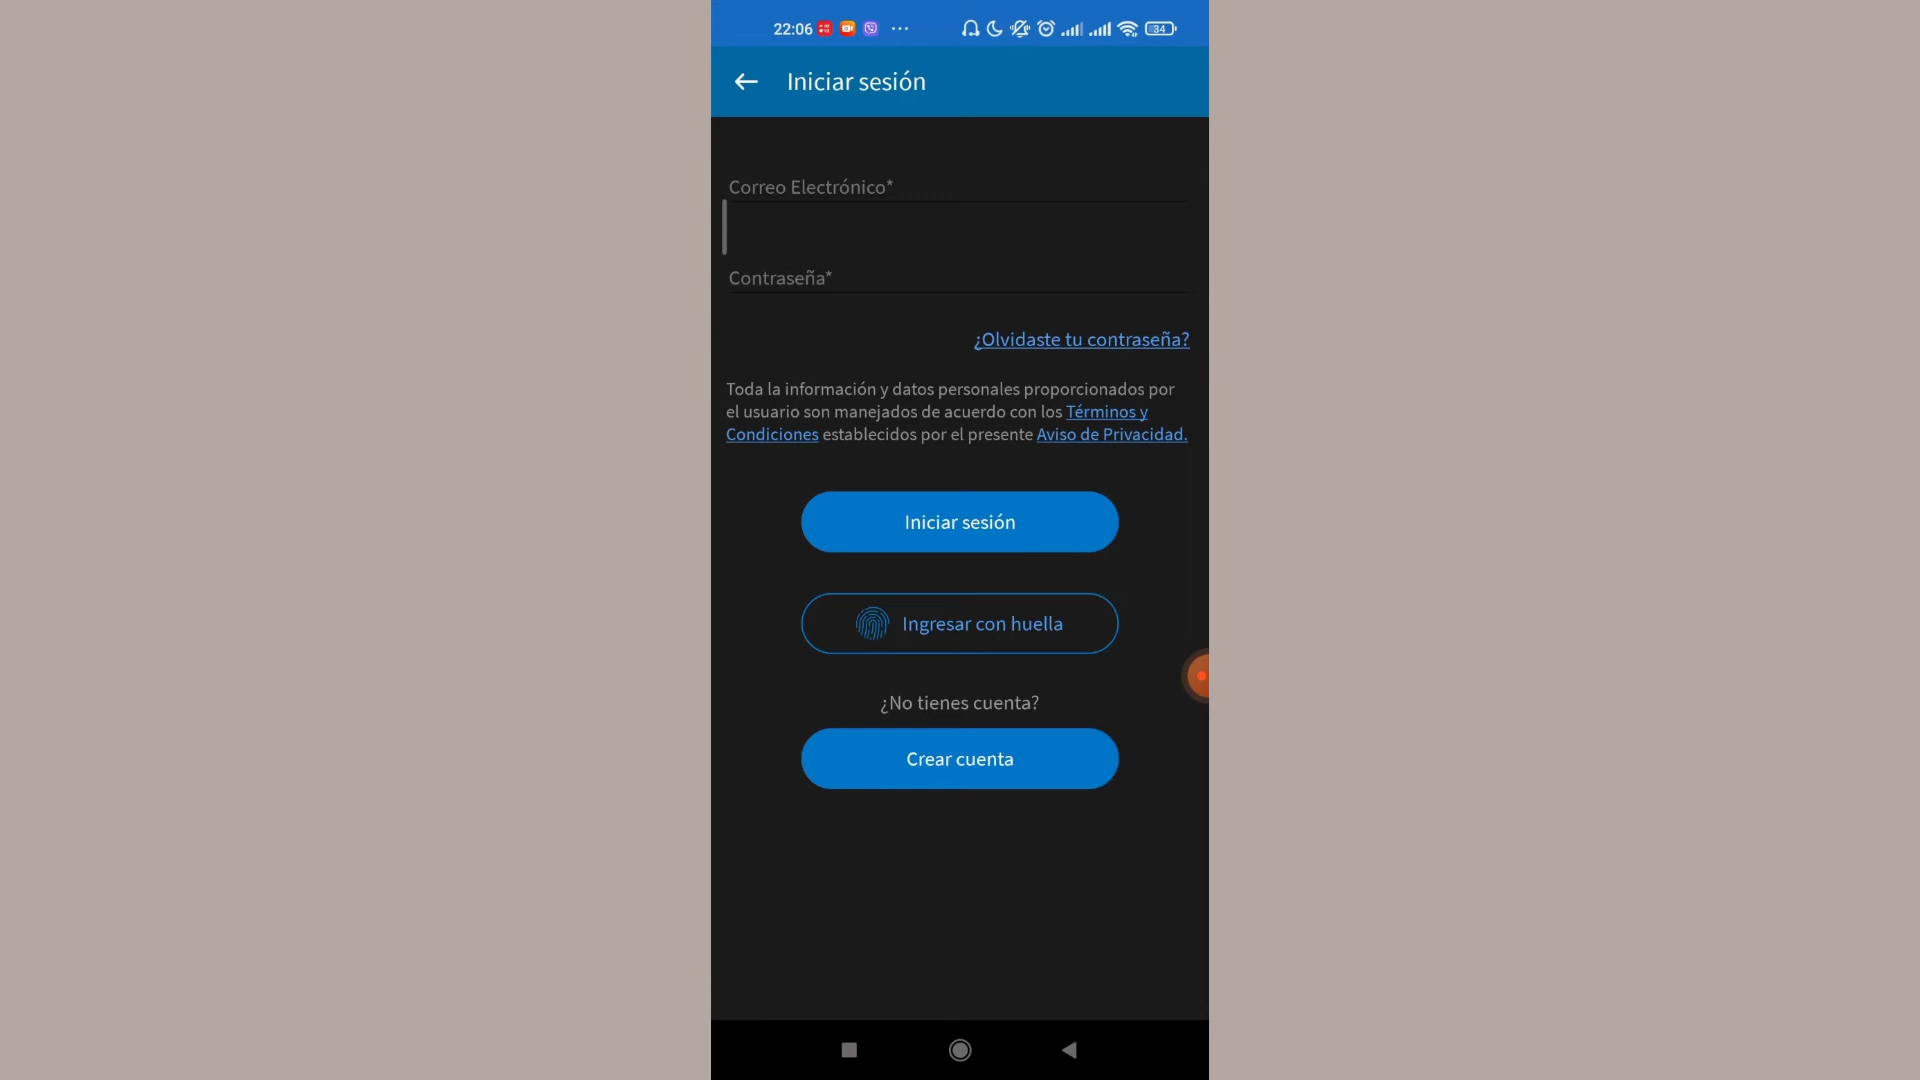 22:06
34
Iniciar sesión
Correo Electrónico*
Contraseña*
¿Olvidaste tu contraseña?
Toda la información y datos personales proporcionados por
el usuario son manejados de acuerdo con los Términos y
Condiciones establecidos por el presente Aviso de Privacidad.
Iniciar sesión
Ingresar con huella
¿No tienes cuenta?
Crear cuenta